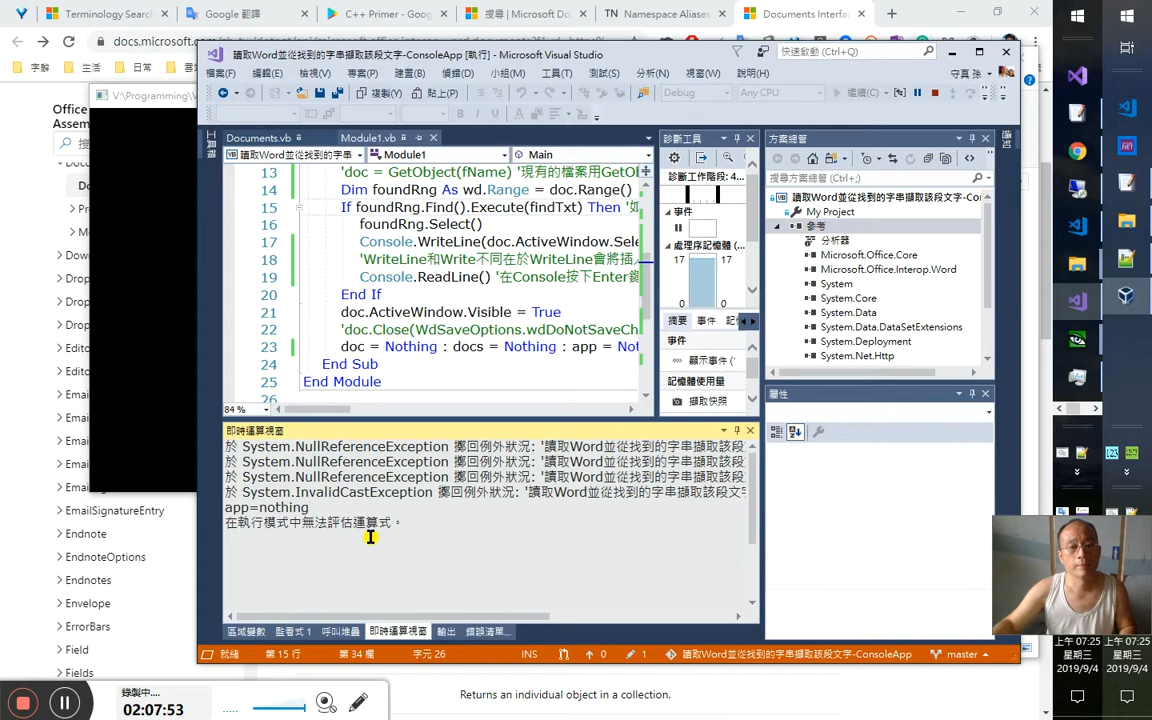 Terminology Searc
Google 翻譯
C++ Primer - Goog
搜尋 | Microsoft Do
TN Namespace Aliases
Documents Interfa
docs.microsoft.com
字辭
生活
日常
Office
Assem
V:\Programming\V
讀取Word並從找到的字串擷取該段文字-ConsoleApp [執行] - Microsoft Visual Studio
快速啟動 (Ctrl+Q)
檔案(F) 編輯(E) 檢視(V) 專案(P) 建置(B) 偵錯(D) 小組(M) 工具(T) 測試(S) 分析(N) 視窗(W) 說明(H)
守真 孫
複製(Y) 貼上(P) Debug Any CPU 繼續(C)
工具箱
Documents.vb
Module1.vb
讀取Word並從找到的字串
Module1
Main
13 'doc = GetObject(fName) '現有的檔案用GetO
14 Dim foundRng As wd.Range = doc.Range()
15 If foundRng.Find().Execute(findTxt) Then
16 foundRng.Select()
17 Console.WriteLine(doc.ActiveWindow.Sele
18 'WriteLine和Write不同在於WriteLine會將插
19 Console.ReadLine() '在Console按下Enter鍵
20 End If
21 doc.ActiveWindow.Visible = True
22 'doc.Close(WdSaveOptions.wdDoNotSaveCh
23 doc = Nothing : docs = Nothing : app = Not
24 End Sub
25 End Module
26
84 %
診斷工具
診斷工作階段: 4...
事件
處理序記憶體
17 17
0 0
摘要 事件
事件
顯示事件
記憶體使用量
擷取快照
方案總管
搜尋方案總管 (Ctrl+;)
讀取Word並從找到的字串擷取該段文字-Con
My Project
參考
分析器
Microsoft.Office.Core
Microsoft.Office.Interop.Word
System
System.Core
System.Data
System.Data.DataSetExtensions
System.Deployment
System.Drawing
System.Net.Http
通知
屬性
即時運算視窗
於 System.NullReferenceException 擲回例外狀況: '讀取Word並從找到的字串擷取該段
於 System.NullReferenceException 擲回例外狀況: '讀取Word並從找到的字串擷取該段
於 System.NullReferenceException 擲回例外狀況: '讀取Word並從找到的字串擷取該段
於 System.InvalidCastException 擲回例外狀況: '讀取Word並從找到的字串擷取該段文字
app=nothing
在執行模式中無法評估運算式。
區域變數 監看式 1 呼叫堆疊 即時運算視窗 輸出 錯誤清單...
就緒 第 15 行 第 34 欄 字元 26 INS 0 1 讀取Word並從找到的字串擷取該段文字-ConsoleApp master
EmailSignatureEntry
Endnote
EndnoteOptions
Endnotes
Envelope
ErrorBars
Field
Fields
Returns an individual object in a collection.
錄製中...
02:07:53
上午 07:25
星期三
2019/9/4
上午 07:25
星期三
2019/9/4